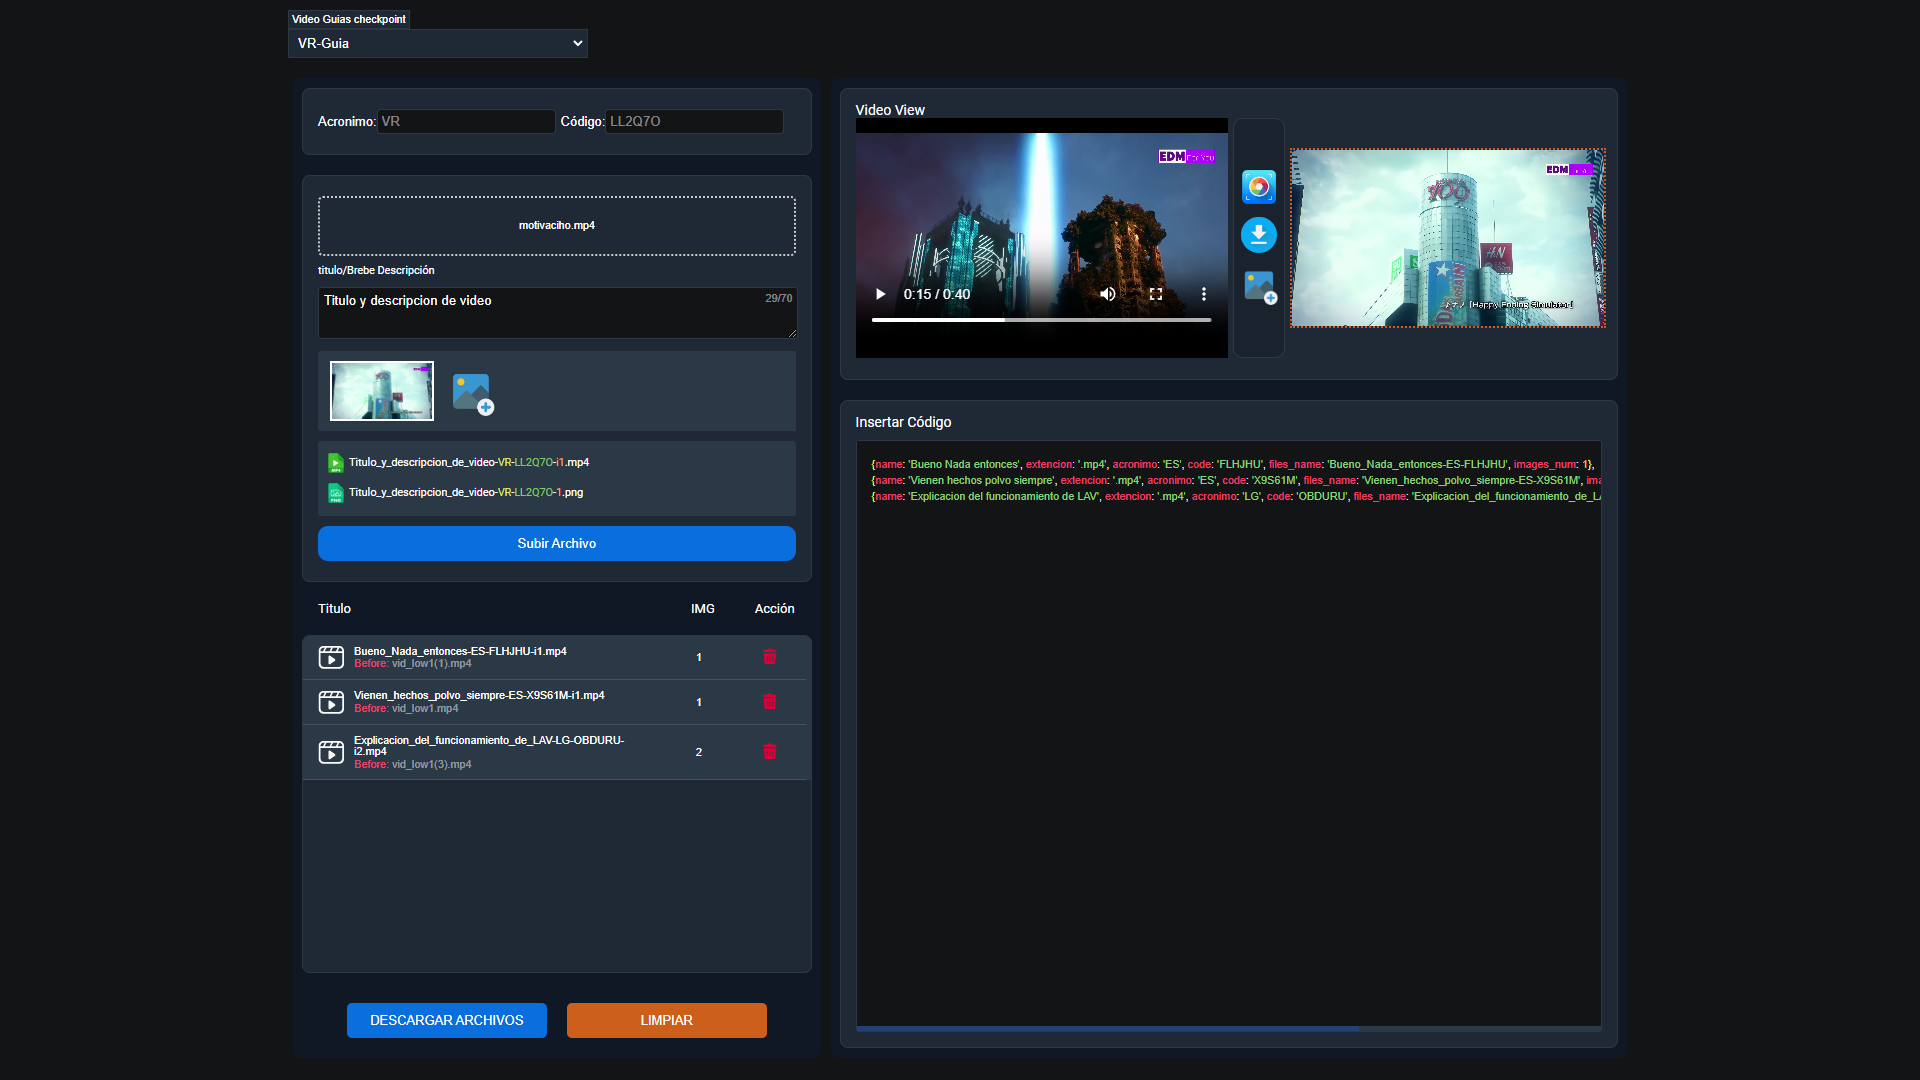 Video Guias checkpoint
VR-Guia
Acronimo: VR Código: LL2Q7O
motivaciho.mp4
titulo/Brebe Descripción
Titulo y descripcion de video
29/70
Titulo_y_descripcion_de_video-VR-LL2Q7O-i1.mp4
Titulo_y_descripcion_de_video-VR-LL2Q7O-1.png
Subir Archivo
Titulo IMG Acción
Bueno_Nada_entonces-ES-FLHJHU-i1.mp4
Before: vid_low1(1).mp4
1
Vienen_hechos_polvo_siempre-ES-X9S61M-i1.mp4
Before: vid_low1.mp4
1
Explicacion_del_funcionamiento_de_LAV-LG-OBDURU-
i2.mp4
Before: vid_low1(3).mp4
2
DESCARGAR ARCHIVOS
LIMPIAR
Video View
EDM For You
0:15 / 0:40
EDM
H&M
[Happy Ending Simulated]
Insertar Código
{name: 'Bueno Nada entonces', extencion: '.mp4', acronimo: 'ES', code: 'FLHJHU', files_name: 'Bueno_Nada_entonces-ES-FLHJHU', images_num: 1},
{name: 'Vienen hechos polvo siempre', extencion: '.mp4', acronimo: 'ES', code: 'X9S61M', files_name: 'Vienen_hechos_polvo_siempre-ES-X9S61M', ima
{name: 'Explicacion del funcionamiento de LAV', extencion: '.mp4', acronimo: 'LG', code: 'OBDURU', files_name: 'Explicacion_del_funcionamiento_de_LA